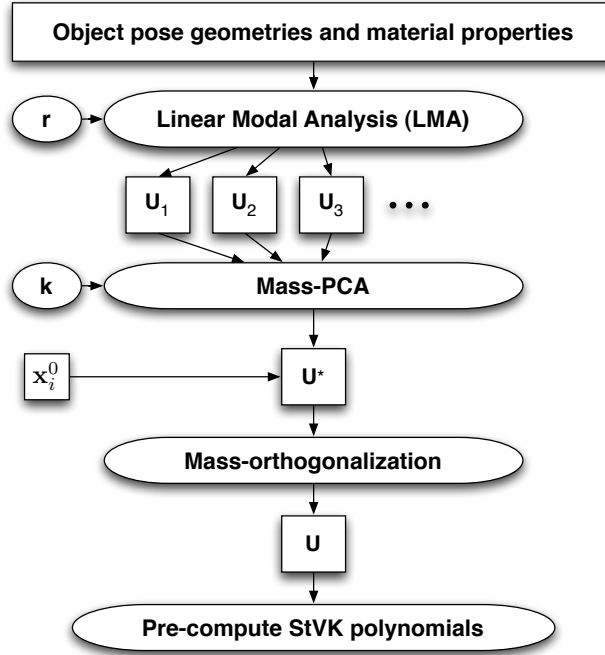 Object pose geometries and material properties
r
Linear Modal Analysis (LMA)
U₁ U₂ U₃ •••
k
Mass-PCA
x_i^0
U*
Mass-orthogonalization
U
Pre-compute StVK polynomials